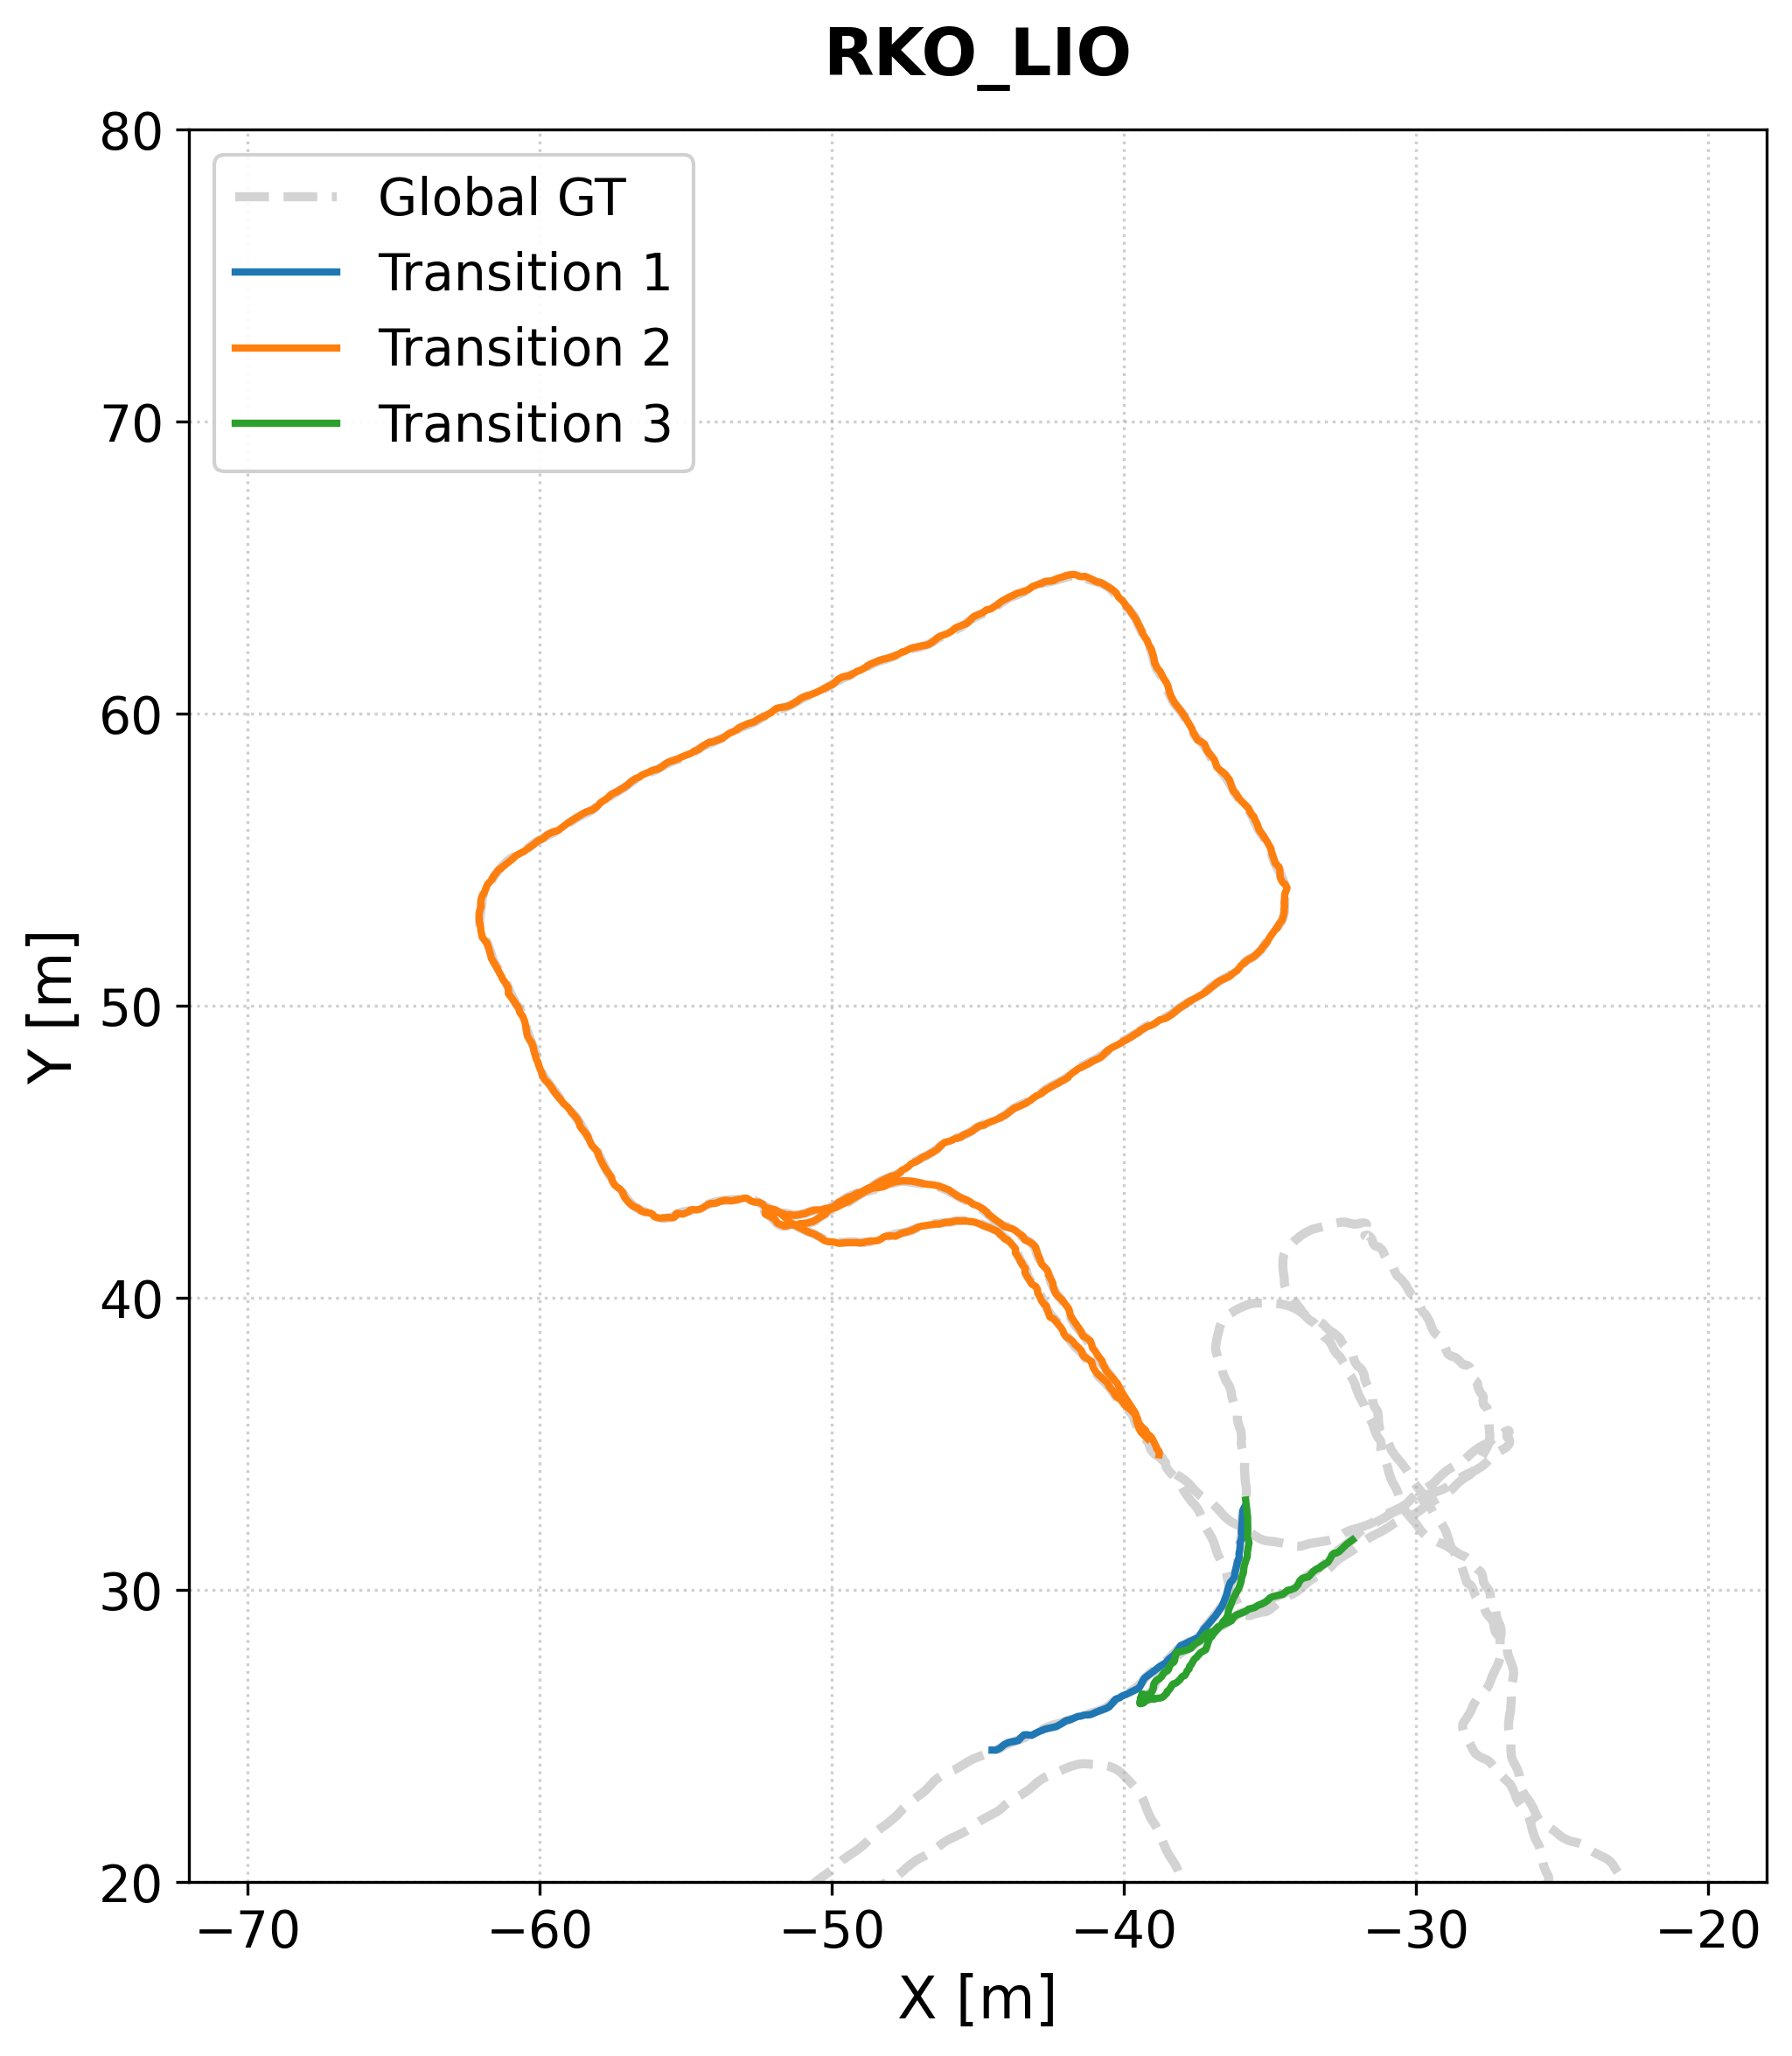 RKO_LIO
Global GT
Transition 1
Transition 2
Transition 3
80
70
60
50
40
30
20
Y [m]
−70 −60 −50 −40 −30 −20
X [m]